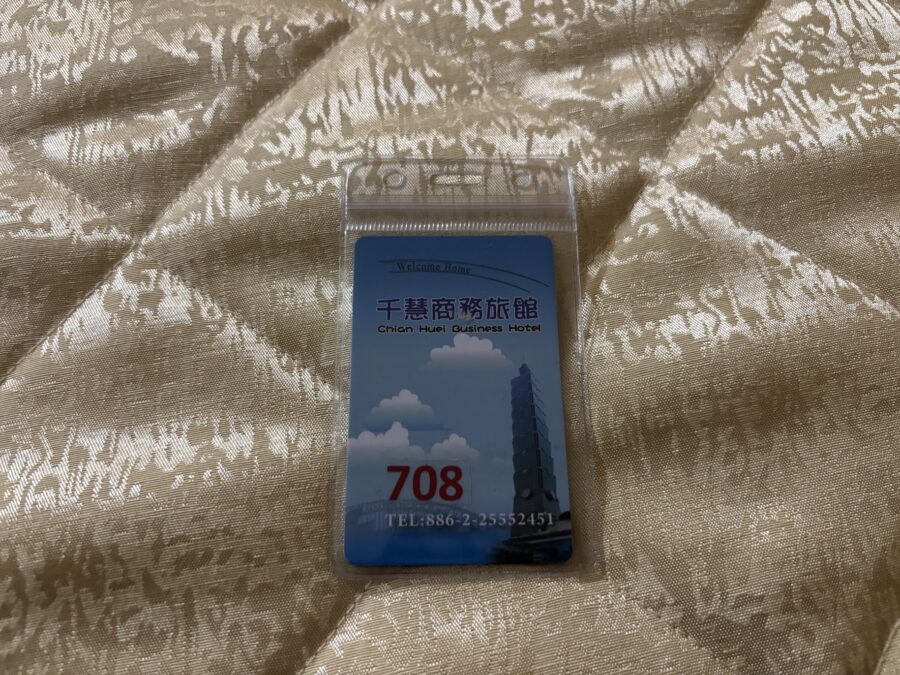 Welcome Home
千慧商務旅館
Chian Huei Business Hotel
708
TEL:886-2-25552451